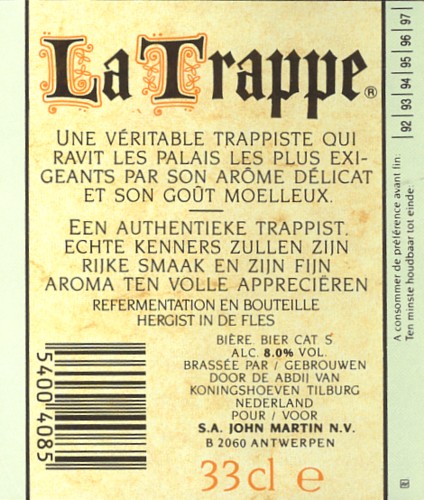 La Trappe®
UNE VÉRITABLE TRAPPISTE QUI
RAVIT LES PALAIS LES PLUS EXI-
GEANTS PAR SON ARÔME DÉLICAT
ET SON GOÛT MOELLEUX.
EEN AUTHENTIEKE TRAPPIST.
ECHTE KENNERS ZULLEN ZIJN
RIJKE SMAAK EN ZIJN FIJN
AROMA TEN VOLLE APPRECIËREN
REFERMENTATION EN BOUTEILLE
HERGIST IN DE FLES
BIÈRE. BIER CAT S
ALC. 8.0% VOL.
BRASSÉE PAR / GEBROUWEN
DOOR DE ABDIJ VAN
KONINGSHOEVEN TILBURG
NEDERLAND
POUR / VOOR
S.A. JOHN MARTIN N.V.
B 2060 ANTWERPEN
33cl e
5400 4085
| 92 | 93 | 94 | 95 | 96 | 97 |
A consommer de préférence avant fin
Ten minste houdbaar tot einde: